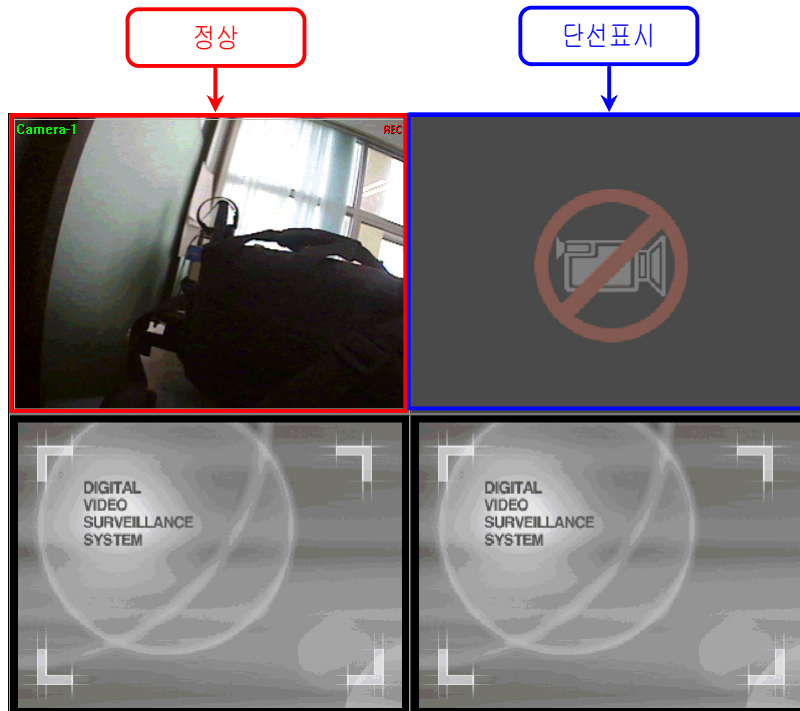 정상
단선표시
Camera-1
REC
DIGITAL
VIDEO
SURVEILLANCE
SYSTEM
DIGITAL
VIDEO
SURVEILLANCE
SYSTEM